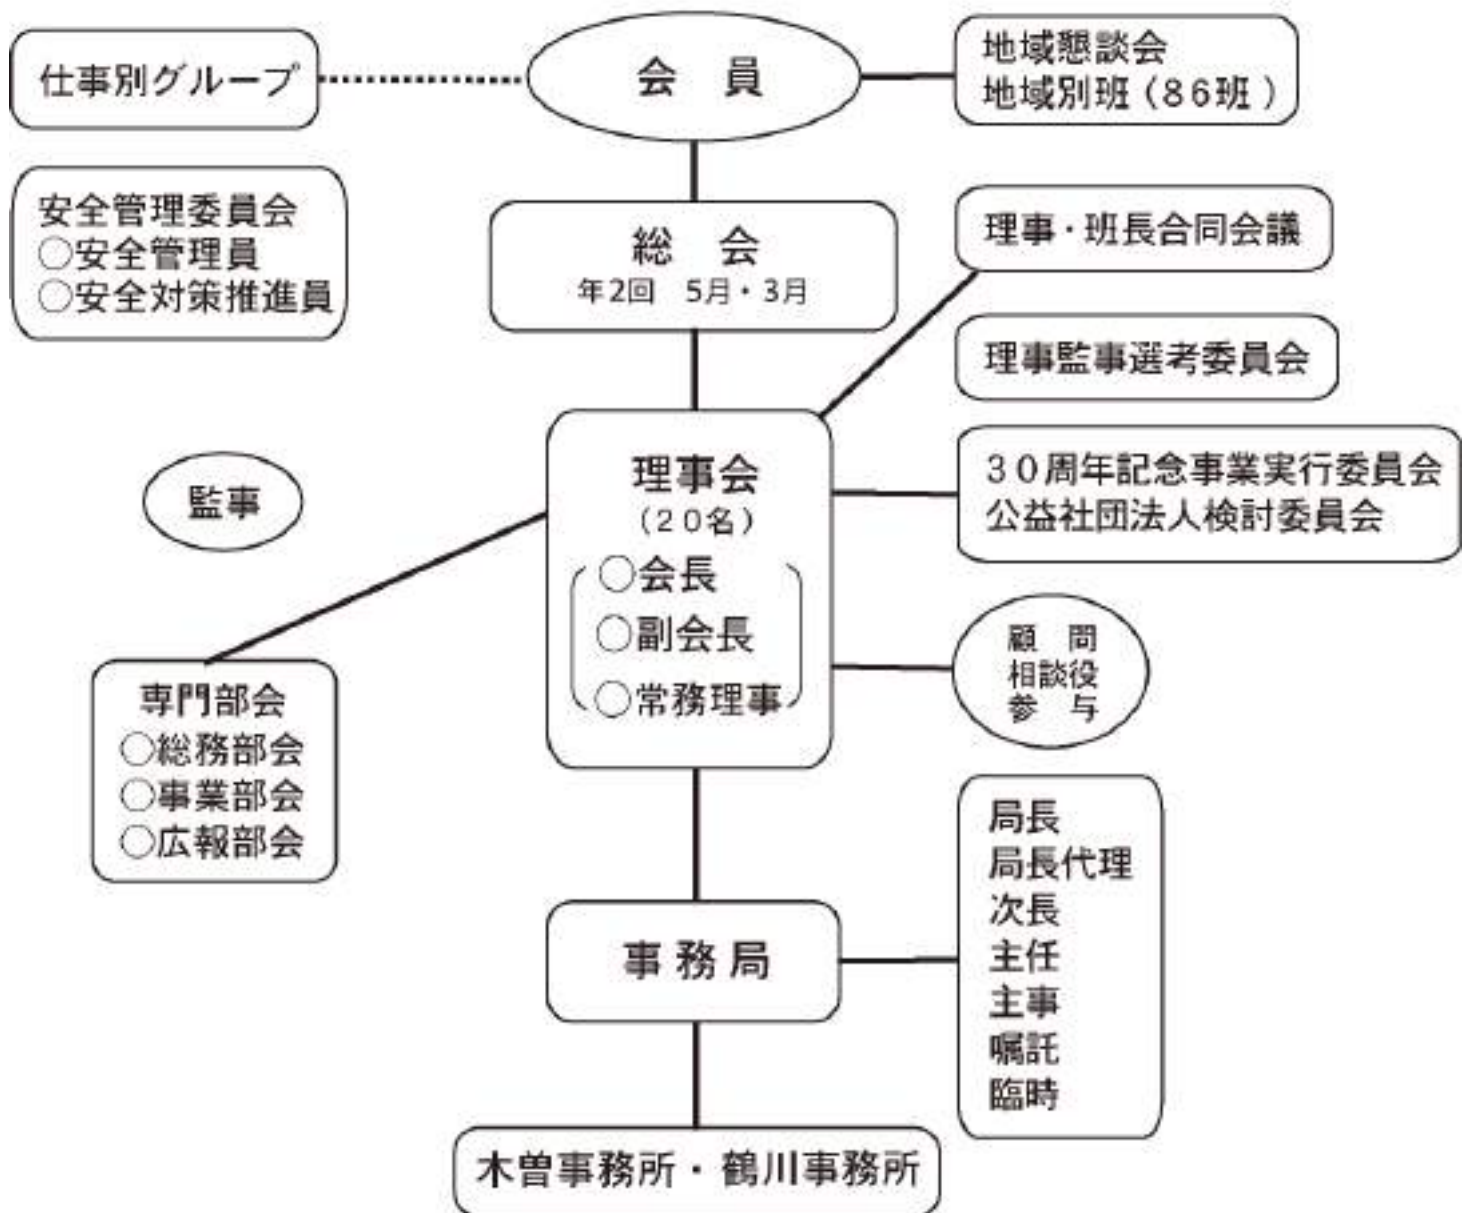 仕事別グループ
会　員
地域懇談会
地域別班（86班）
安全管理委員会
○安全管理員
○安全対策推進員
総　会
年2回　5月・3月
理事・班長合同会議
理事監事選考委員会
監事
理事会
（20名）
○会長
○副会長
○常務理事
30周年記念事業実行委員会
公益社団法人検討委員会
顧　問
相談役
参　与
専門部会
○総務部会
○事業部会
○広報部会
事務局
局長
局長代理
次長
主任
主事
嘱託
臨時
木曽事務所・鶴川事務所